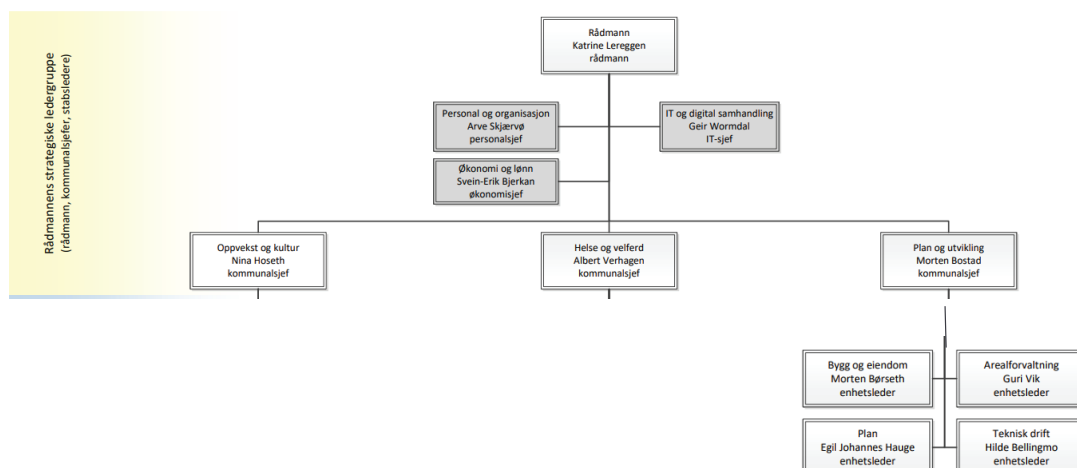 Rådmannens strategiske ledergruppe
(rådmann, kommunalsjefer, stabsledere)
Rådmann
Katrine Lereggen
rådmann
Personal og organisasjon
Arve Skjærvø
personalsjef
IT og digital samhandling
Geir Wormdal
IT-sjef
Økonomi og lønn
Svein-Erik Bjerkan
økonomisjef
Oppvekst og kultur
Nina Hoseth
kommunalsjef
Helse og velferd
Albert Verhagen
kommunalsjef
Plan og utvikling
Morten Bostad
kommunalsjef
Bygg og eiendom
Morten Børseth
enhetsleder
Arealforvaltning
Guri Vik
enhetsleder
Plan
Egil Johannes Hauge
enhetsleder
Teknisk drift
Hilde Bellingmo
enhetsleder